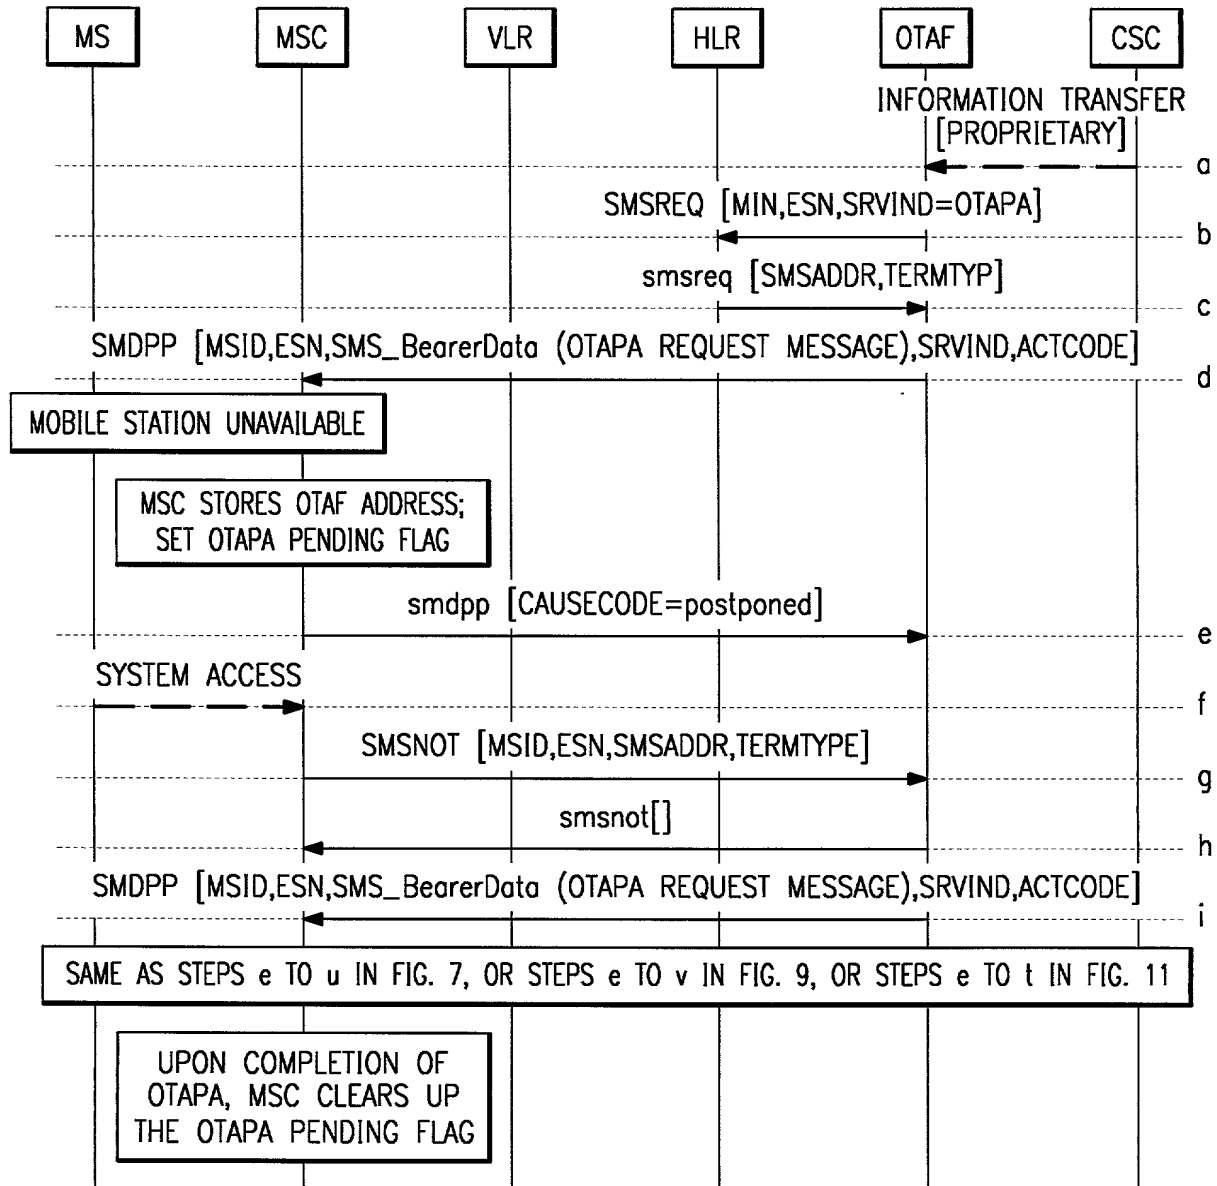 MS MSC VLR HLR OTAF CSC
INFORMATION TRANSFER
[PROPRIETARY]
a
SMSREQ [MIN,ESN,SRVIND=OTAPA]
b
smsreq [SMSADDR,TERMTYP]
c
SMDPP [MSID,ESN,SMS_BearerData (OTAPA REQUEST MESSAGE),SRVIND,ACTCODE]
d
MOBILE STATION UNAVAILABLE
MSC STORES OTAF ADDRESS;
SET OTAPA PENDING FLAG
smdpp [CAUSECODE=postponed]
e
SYSTEM ACCESS
f
SMSNOT [MSID,ESN,SMSADDR,TERMTYPE]
g
smsnot[]
h
SMDPP [MSID,ESN,SMS_BearerData (OTAPA REQUEST MESSAGE),SRVIND,ACTCODE]
i
SAME AS STEPS e TO u IN FIG. 7, OR STEPS e TO v IN FIG. 9, OR STEPS e TO t IN FIG. 11
UPON COMPLETION OF
OTAPA, MSC CLEARS UP
THE OTAPA PENDING FLAG